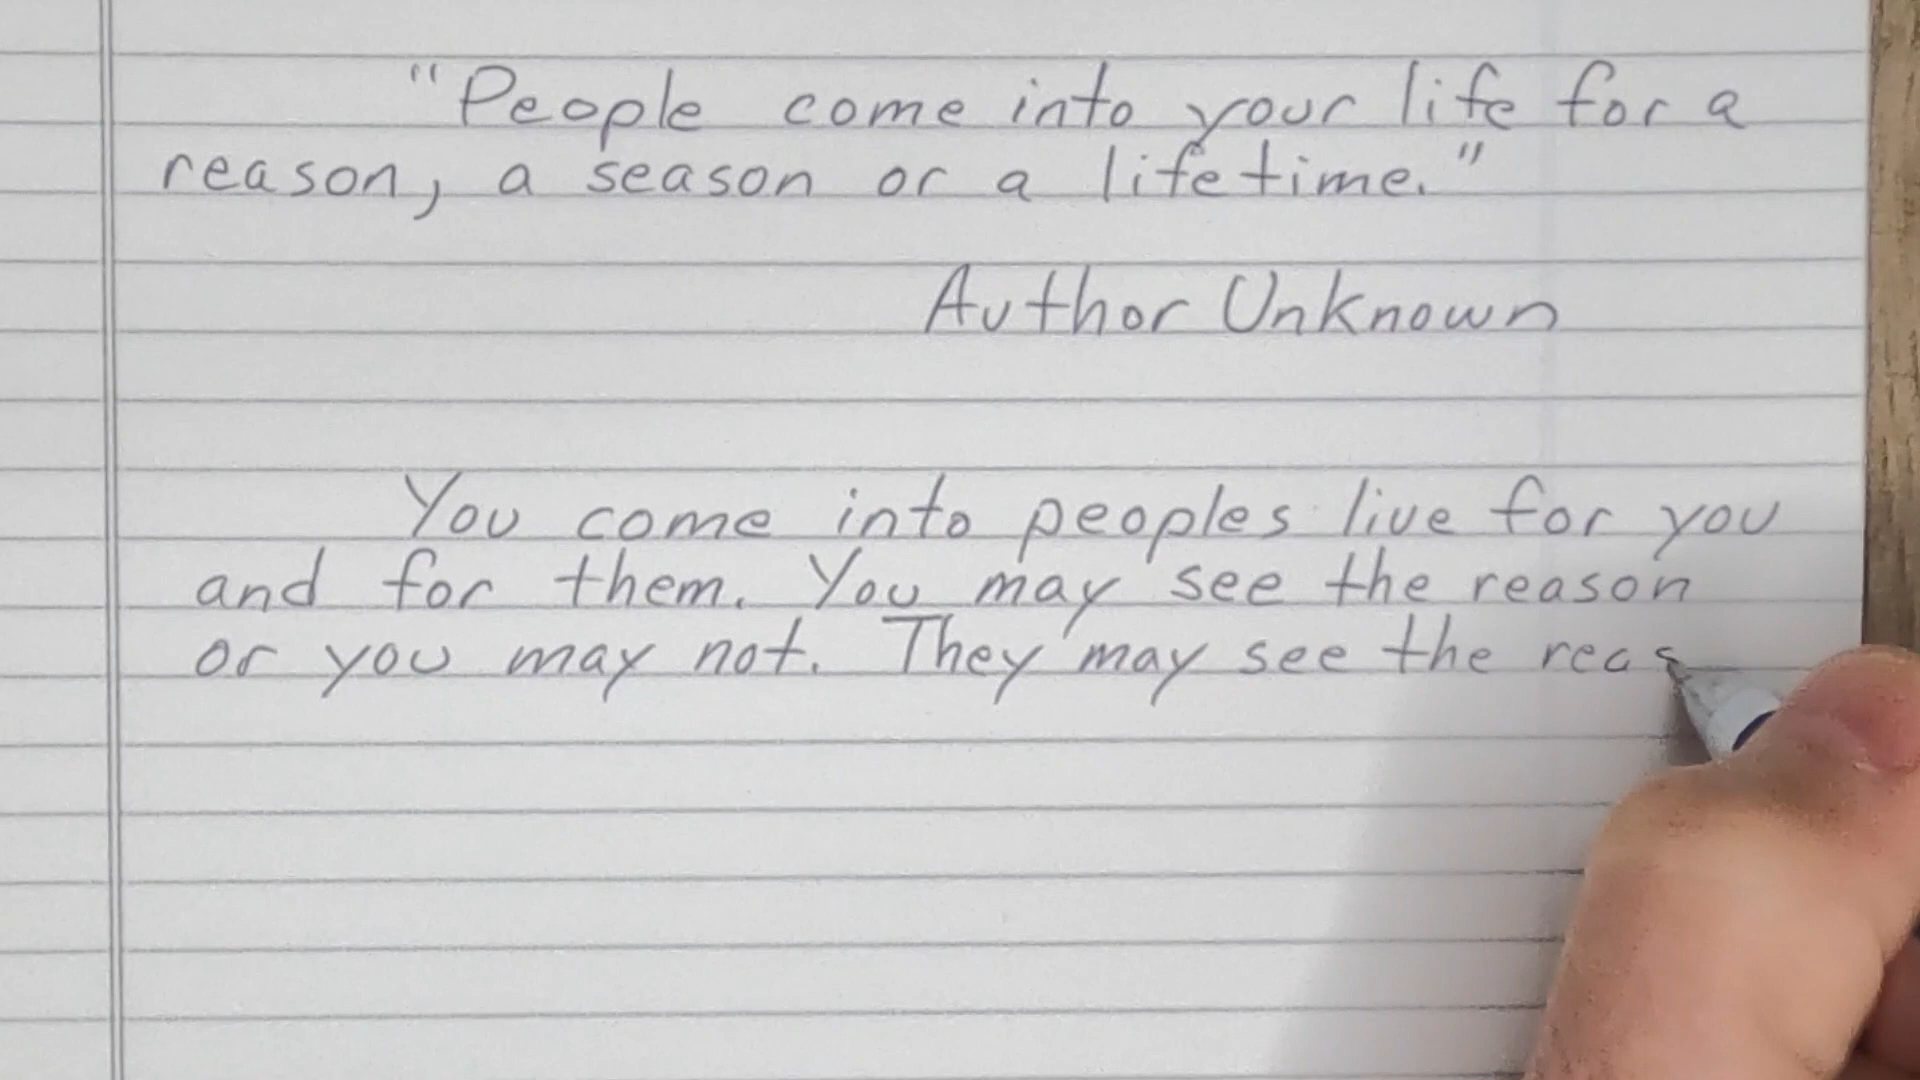 "People come into your life for a
reason, a season or a lifetime."
Author Unknown
You come into peoples live for you
and for them. You may see the reason
or you may not. They may see the reas